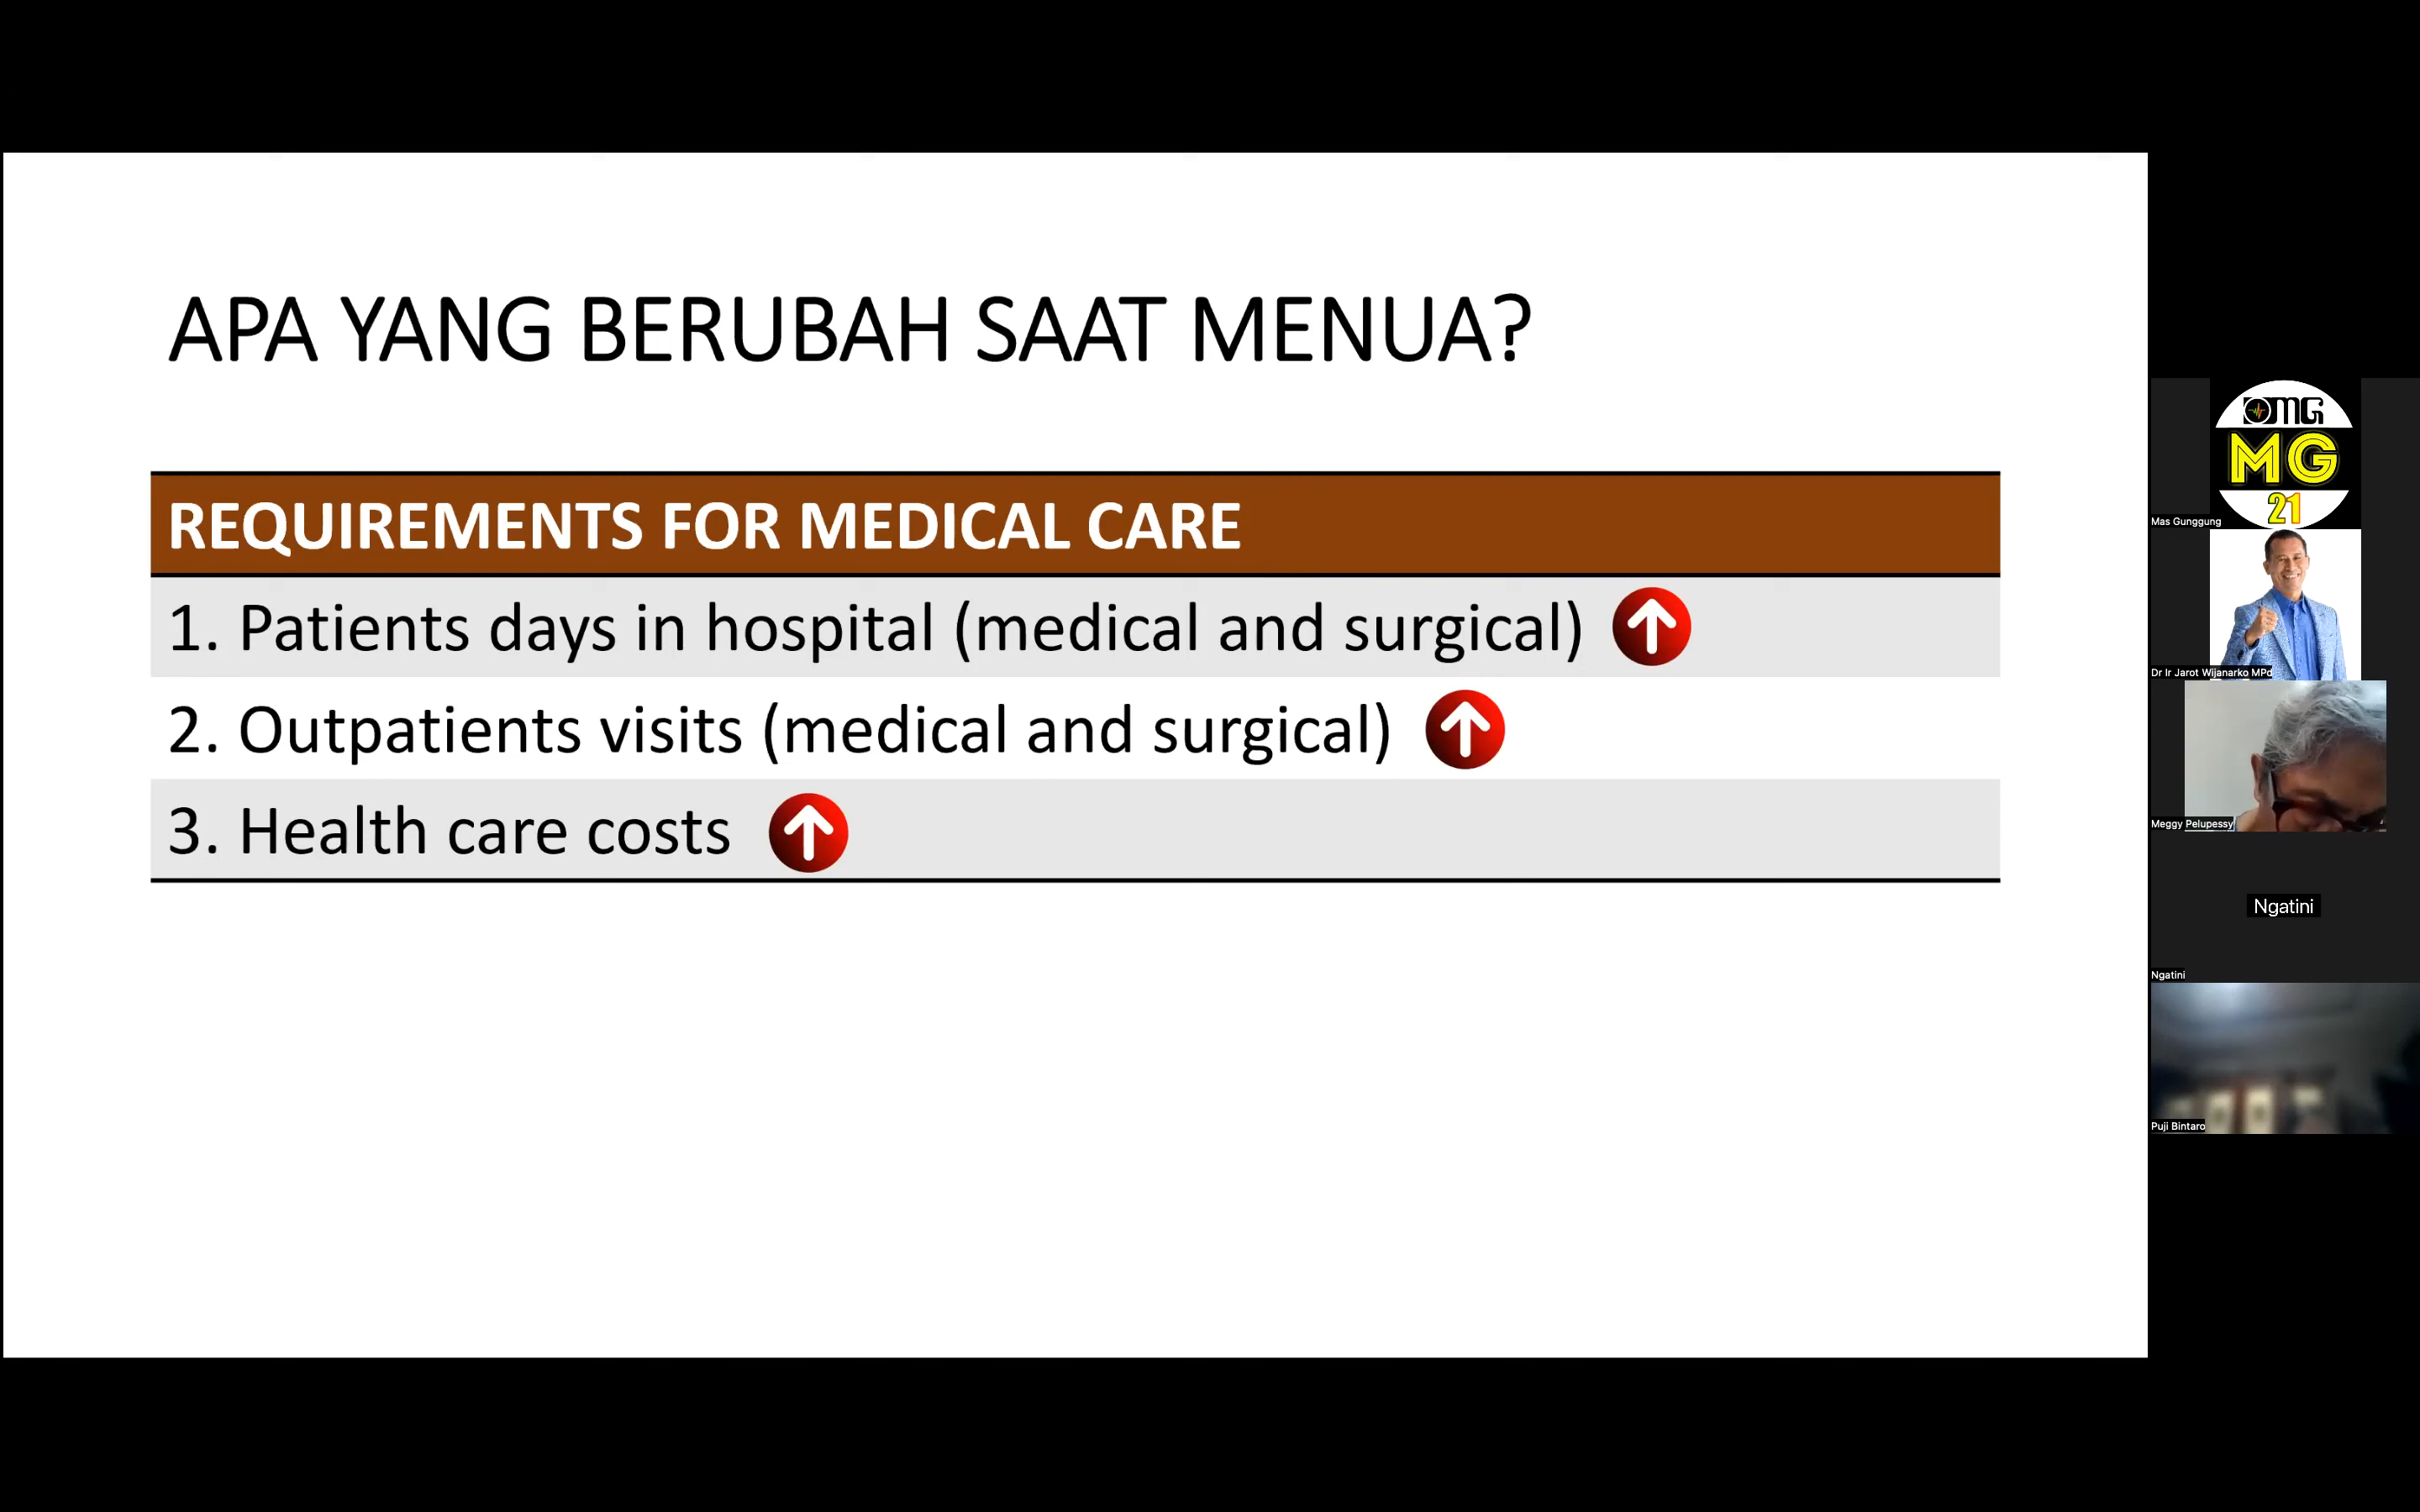 APA YANG BERUBAH SAAT MENUA?
REQUIREMENTS FOR MEDICAL CARE
1. Patients days in hospital (medical and surgical)
2. Outpatients visits (medical and surgical)
3. Health care costs
OMG
MG
21
Mas Gunggung
Dr Ir Jarot Wijanarko MPd
Meggy Pelupessy
Ngatini
Ngatini
Puji Bintaro